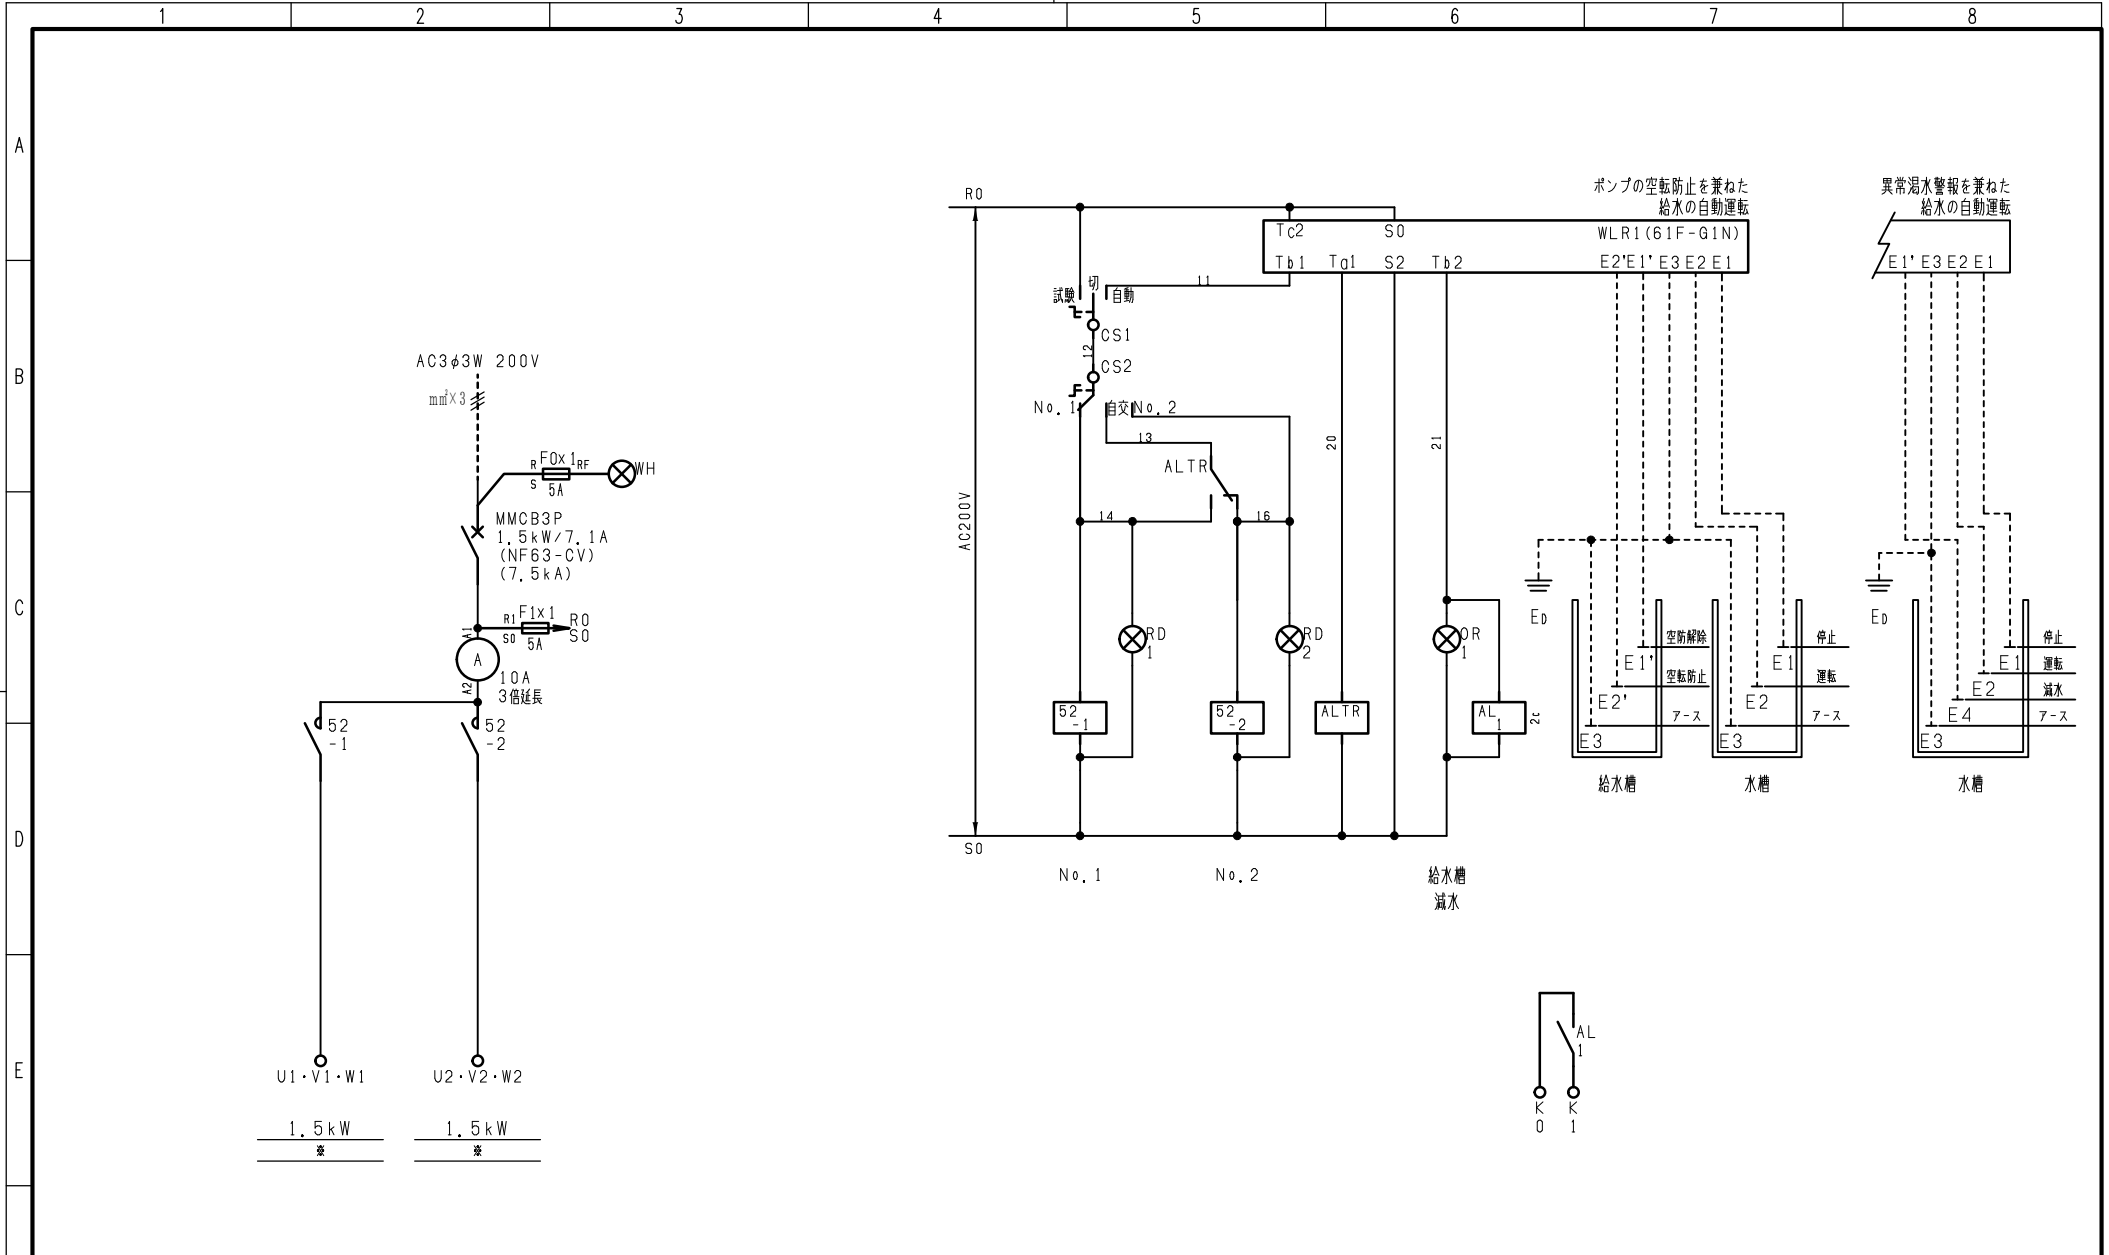 1 2 3 4 5 6 7 8
A
B
C
D
E
AC3φ3W 200V
mm²×3
R F0x1 RF
S 5A
WH
MMCB3P
1.5kW/7.1A
(NF63-CV)
(7.5kA)
R1 F1x1 R0
S0 5A S0
A1
A
A2
10A
3倍延長
52
-1
52
-2
U1・V1・W1
U2・V2・W2
1.5kW
※
1.5kW
※
R0
AC200V
S0
試験 切 自動
11
CS1
12
CS2
No.1 自交 No.2
13
ALTR
14
16
20
21
RD
1
RD
2
OR
1
52
-1
52
-2
ALTR
AL
1
2c
No.1
No.2
給水槽
減水
ポンプの空転防止を兼ねた
給水の自動運転
Tc2 S0 WLR1(61F-G1N)
Tb1 Ta1 S2 Tb2 E2'E1' E3 E2 E1
ED
空防解除
E1'
空転防止
E2'
アース
E3
給水槽
停止
E1
運転
E2
アース
E3
水槽
異常渇水警報を兼ねた
給水の自動運転
E1' E3 E2 E1
ED
停止
E1
運転
E2
減水
E4
アース
E3
水槽
AL
1
K
0
K
1